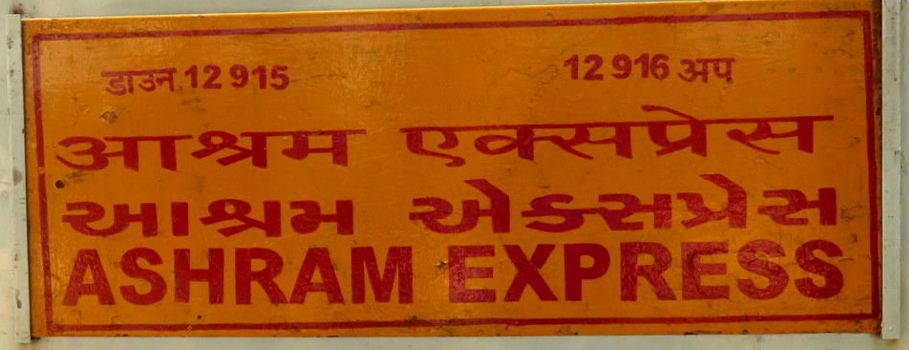 डाउन 12915 12916 अप
आश्रम एक्सप्रेस
આશ્રમ એક્સપ્રેસ
ASHRAM EXPRESS